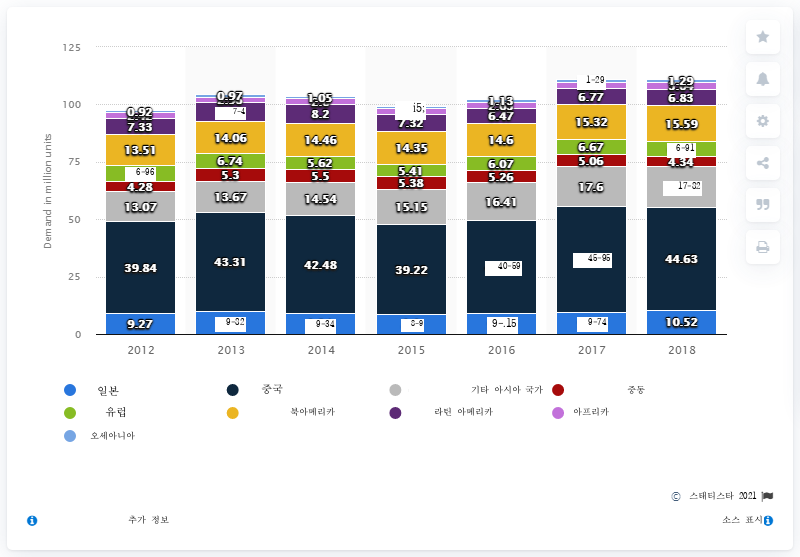 125
100
75
50
25
0
Demand in million units
0.92 0.97 1.05 1.13 1-29 1.29
7.33 7-4 8.2 7.32 6.47 6.77 6.83
13.51 14.06 14.46 14.35 14.6 15.32 15.59
6-96 6.74 5.62 5.41 6.07 6.67 6-91
4.28 5.3 5.5 5.38 5.26 5.06 4.34
13.07 13.67 14.54 15.15 16.41 17.6 17-82
39.84 43.31 42.48 39.22 40-59 45-95 44.63
9.27 9-82 9-34 8-9 9-.15 9-74 10.52
2012 2013 2014 2015 2016 2017 2018
일본 중국 기타 아시아 국가 중동
유럽 북아메리카 라틴 아메리카 아프리카
오세아니아
© 스태티스타 2021
추가 정보 소스 표시